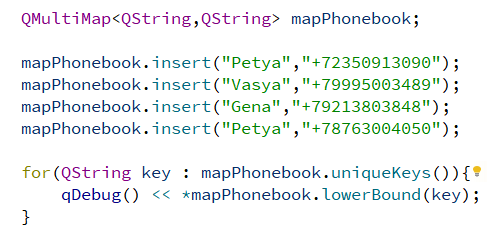 QMultiMap<QString,QString> mapPhonebook;
mapPhonebook.insert("Petya","+72350913090");
mapPhonebook.insert("Vasya","+79995003489");
mapPhonebook.insert("Gena","+79213803848");
mapPhonebook.insert("Petya","+78763004050");
for(QString key : mapPhonebook.uniqueKeys()){
qDebug() << *mapPhonebook.lowerBound(key);
}